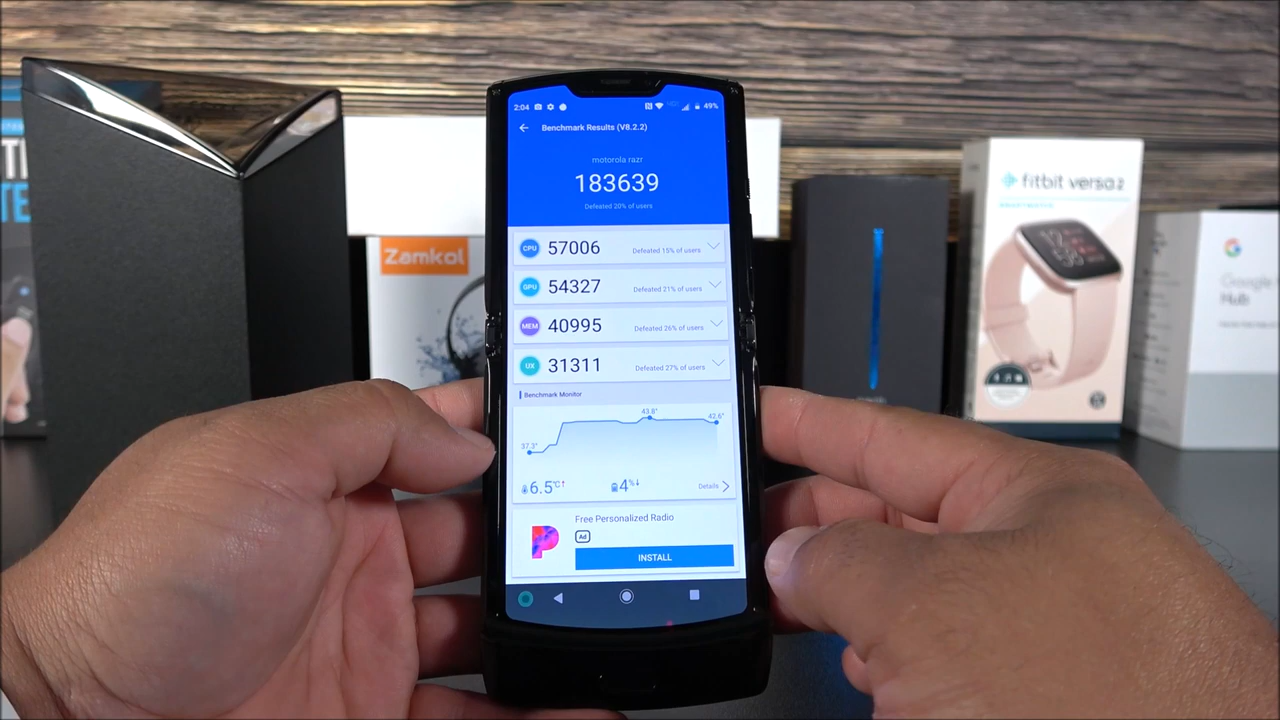 2:04
49%
Benchmark Results (V8.2.2)
motorola razr
183639
Defeated 20% of users
CPU 57006 Defeated 15% of users
GPU 54327 Defeated 21% of users
MEM 40995 Defeated 26% of users
UX 31311 Defeated 27% of users
Benchmark Monitor
37.3°
43.8°
42.6°
6.5°C↑ 4%↓ Details
Free Personalized Radio
Ad
INSTALL
Zamkol
fitbit versa 2
Google
Hub